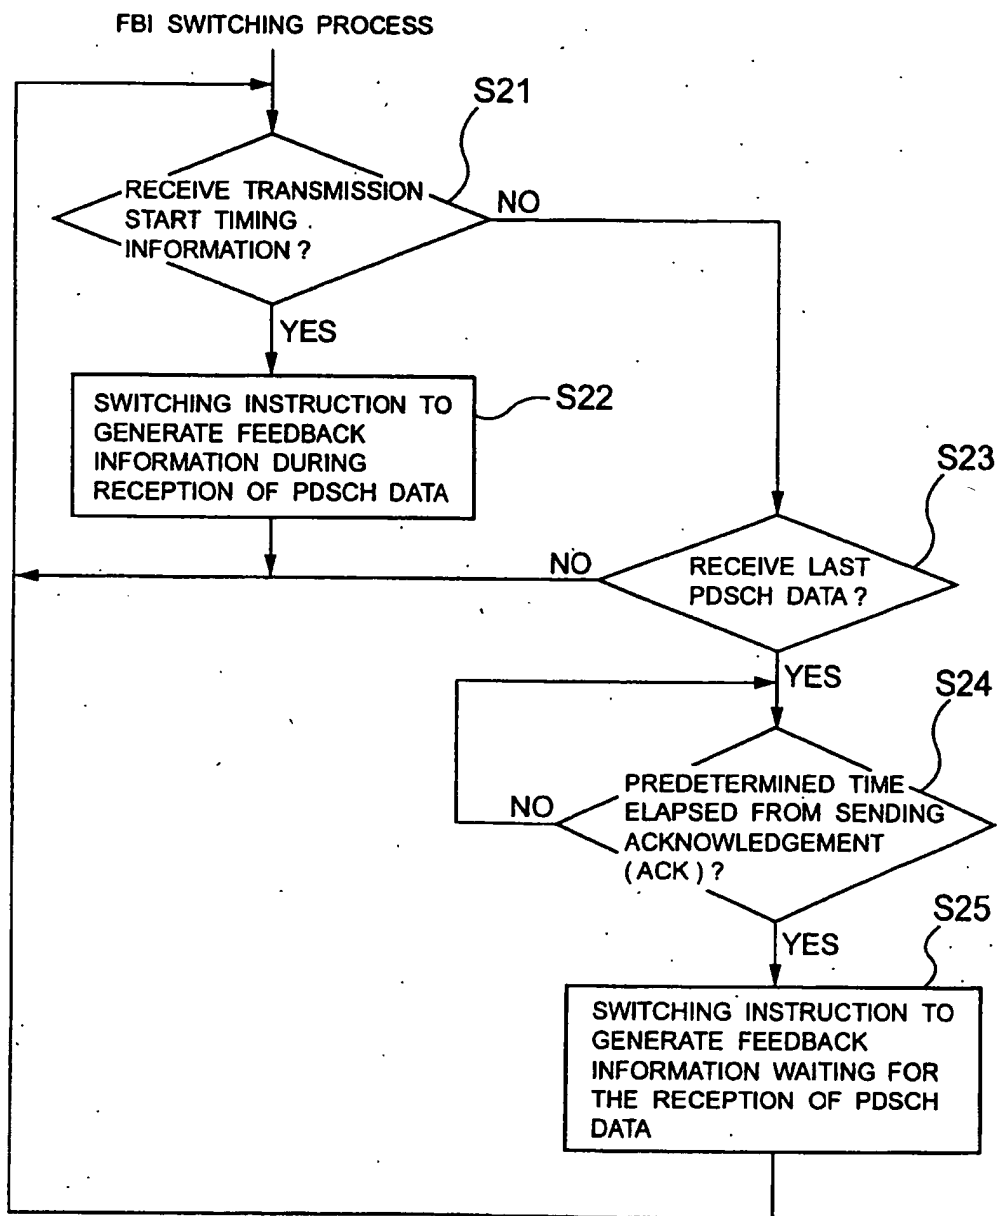 FBI SWITCHING PROCESS
S21
RECEIVE TRANSMISSION
START TIMING
INFORMATION?
NO
YES
SWITCHING INSTRUCTION TO
GENERATE FEEDBACK
INFORMATION DURING
RECEPTION OF PDSCH DATA
S22
S23
NO
RECEIVE LAST
PDSCH DATA?
YES
S24
PREDETERMINED TIME
ELAPSED FROM SENDING
ACKNOWLEDGEMENT
(ACK)?
NO
YES
S25
SWITCHING INSTRUCTION TO
GENERATE FEEDBACK
INFORMATION WAITING FOR
THE RECEPTION OF PDSCH
DATA